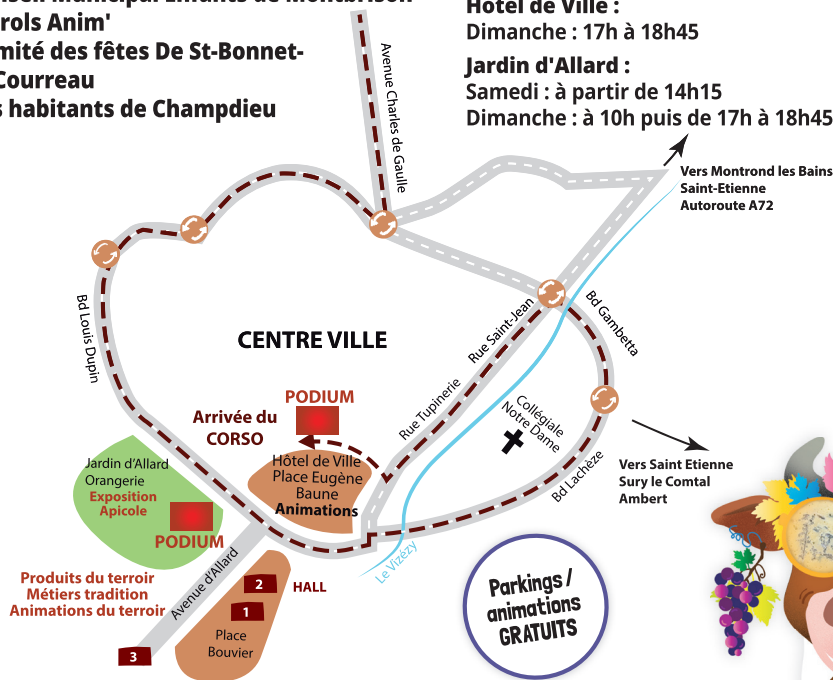 rols Anim'
mité des fêtes De St-Bonnet-
Courreau
s habitants de Champdieu
Hôtel de Ville :
Dimanche : 17h à 18h45
Jardin d'Allard :
Samedi : à partir de 14h15
Dimanche : à 10h puis de 17h à 18h45
Avenue Charles de Gaulle
Vers Montrond les Bains
Saint-Etienne
Autoroute A72
Bd Louis Dupin
CENTRE VILLE
Rue Saint-Jean
Bd Gambetta
PODIUM
Arrivée du
CORSO
Rue Tupinerie
Collégiale
Notre Dame
Hôtel de Ville
Place Eugène
Baune
Animations
Bd Lachèze
Vers Saint Etienne
Sury le Comtal
Ambert
Jardin d'Allard
Orangerie
Exposition
Apicole
PODIUM
Le Vizézy
Produits du terroir
Métiers tradition
Animations du terroir
Avenue d'Allard
2
HALL
1
Place
Bouvier
3
Parkings /
animations
GRATUITS